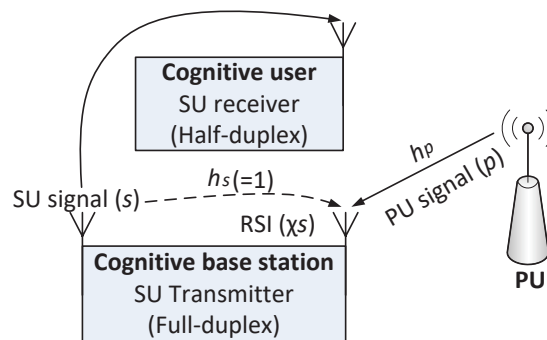 Cognitive user
SU receiver
(Half-duplex)
hp
PU signal (p)
hs(=1)
SU signal (s)
RSI (χs)
Cognitive base station
SU Transmitter
(Full-duplex)
PU